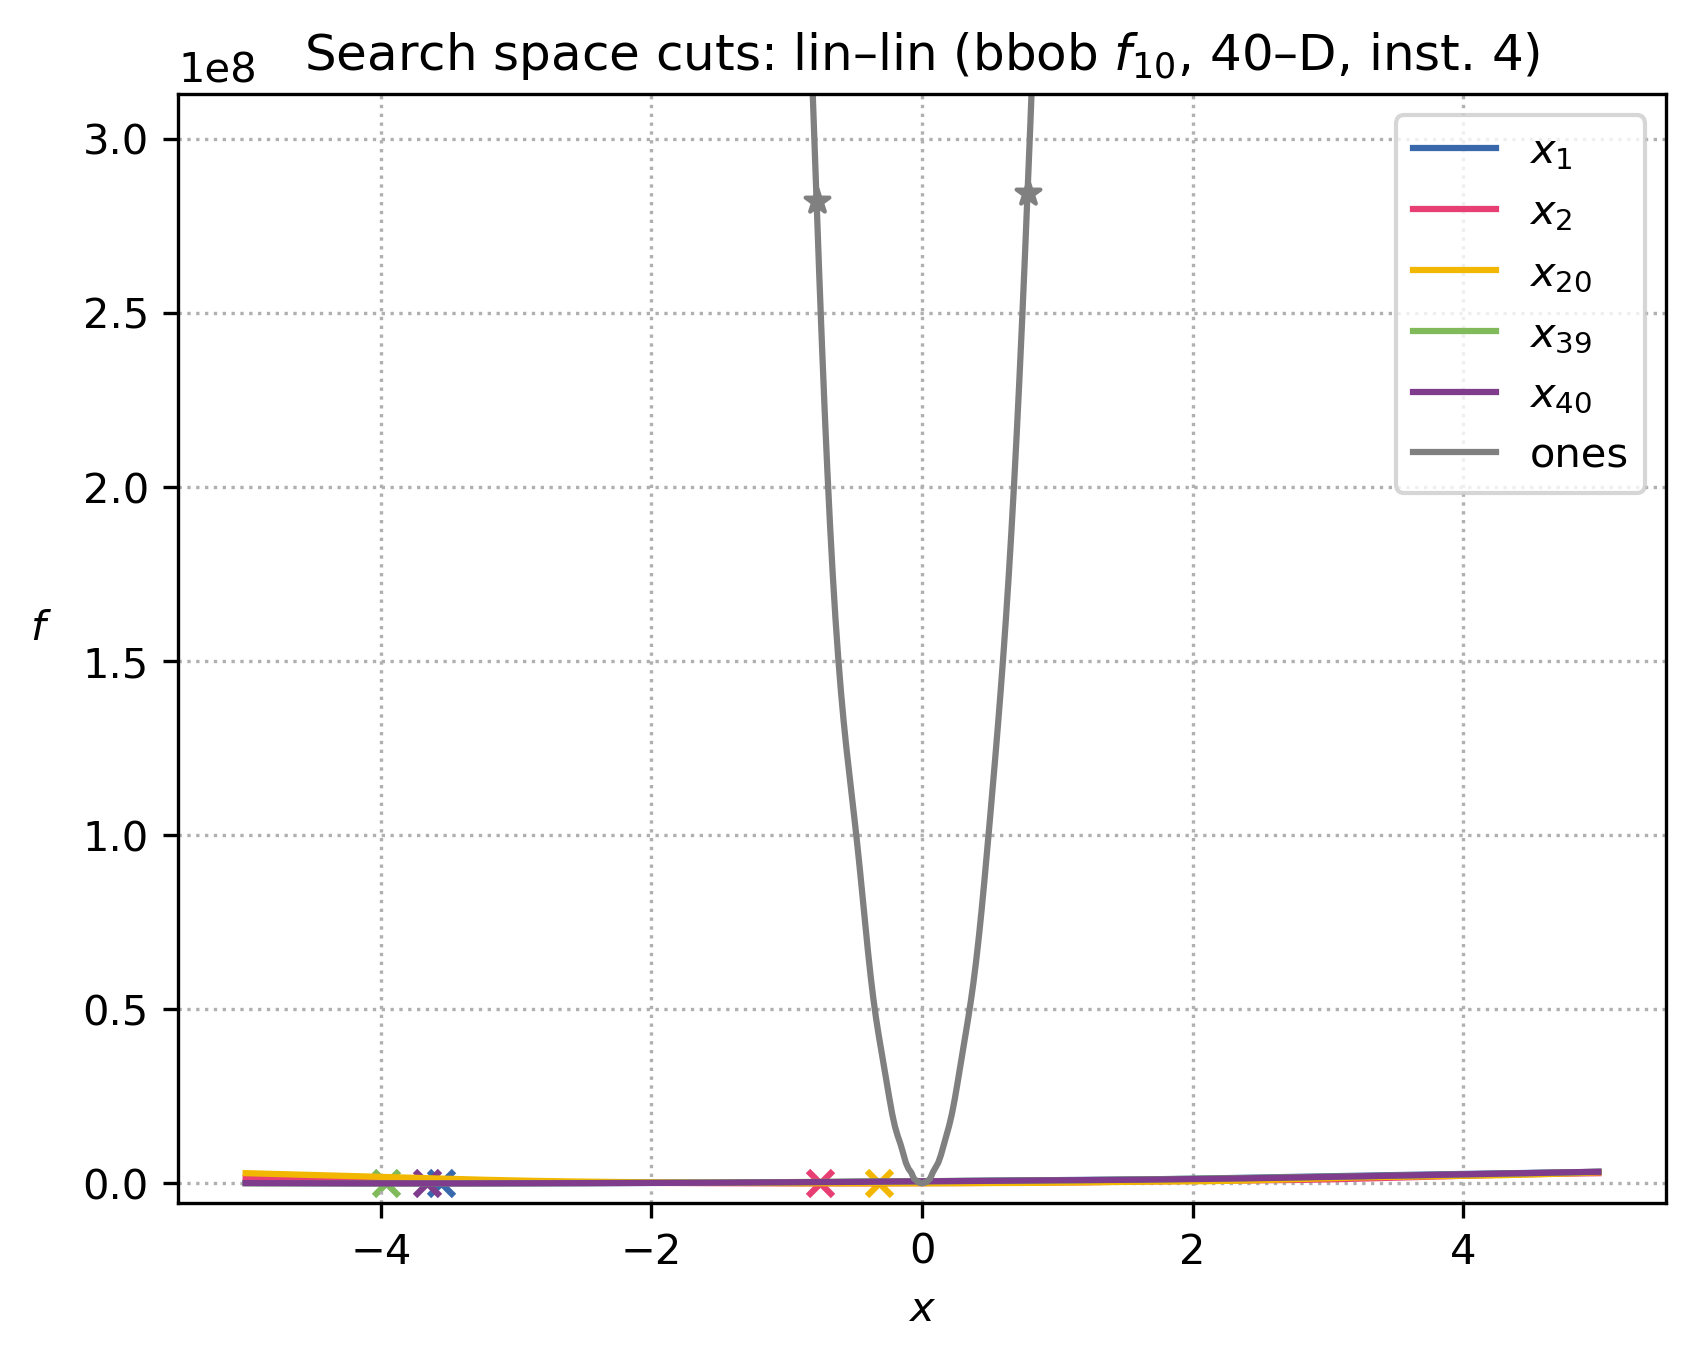 Search space cuts: lin–lin (bbob f10, 40–D, inst. 4)
1e8
3.0
2.5
2.0
1.5
1.0
0.5
0.0
f
−4 −2 0 2 4
x
x1
x2
x20
x39
x40
ones